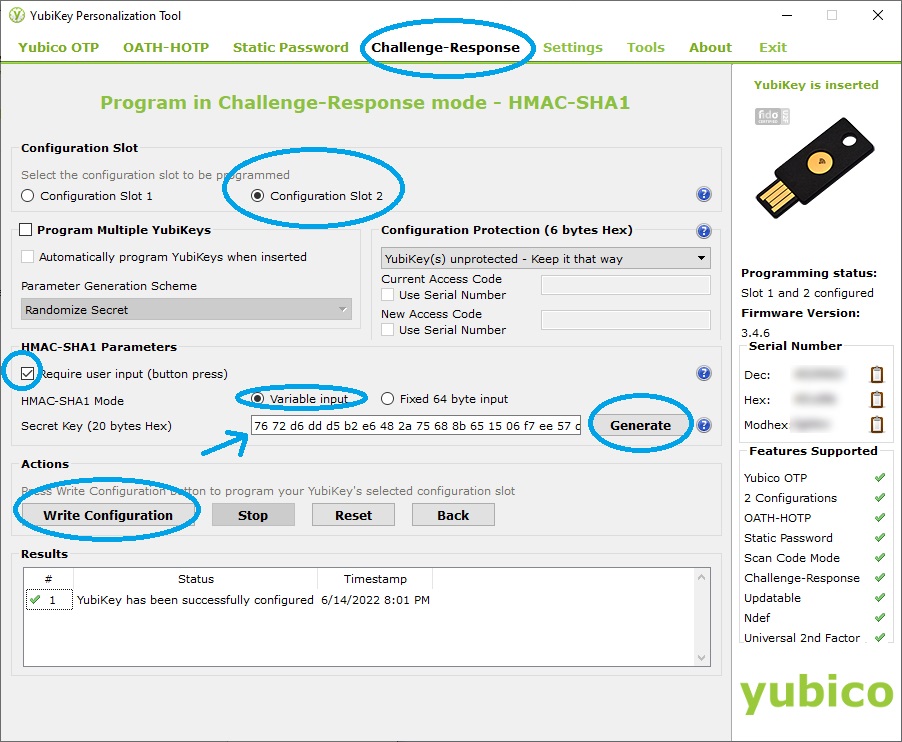 YubiKey Personalization Tool
Yubico OTP OATH-HOTP Static Password Challenge-Response Settings Tools About Exit
Program in Challenge-Response mode - HMAC-SHA1
Configuration Slot
Select the configuration slot to be programmed
Configuration Slot 1 Configuration Slot 2
Program Multiple YubiKeys
Automatically program YubiKeys when inserted
Parameter Generation Scheme
Randomize Secret
Configuration Protection (6 bytes Hex)
YubiKey(s) unprotected - Keep it that way
Current Access Code
Use Serial Number
New Access Code
Use Serial Number
HMAC-SHA1 Parameters
Require user input (button press)
HMAC-SHA1 Mode Variable input Fixed 64 byte input
Secret Key (20 bytes Hex) 76 72 d6 dd d5 b2 e6 48 2a 75 68 8b 65 15 06 f7 ee 57 Generate
Actions
Press Write Configuration button to program your YubiKey's selected configuration slot
Write Configuration Stop Reset Back
Results
# Status Timestamp
1 YubiKey has been successfully configured 6/14/2022 8:01 PM
YubiKey is inserted
fido
Programming status:
Slot 1 and 2 configured
Firmware Version:
3.4.6
Serial Number
Dec:
Hex:
Modhex
Features Supported
Yubico OTP
2 Configurations
OATH-HOTP
Static Password
Scan Code Mode
Challenge-Response
Updatable
Ndef
Universal 2nd Factor
yubico